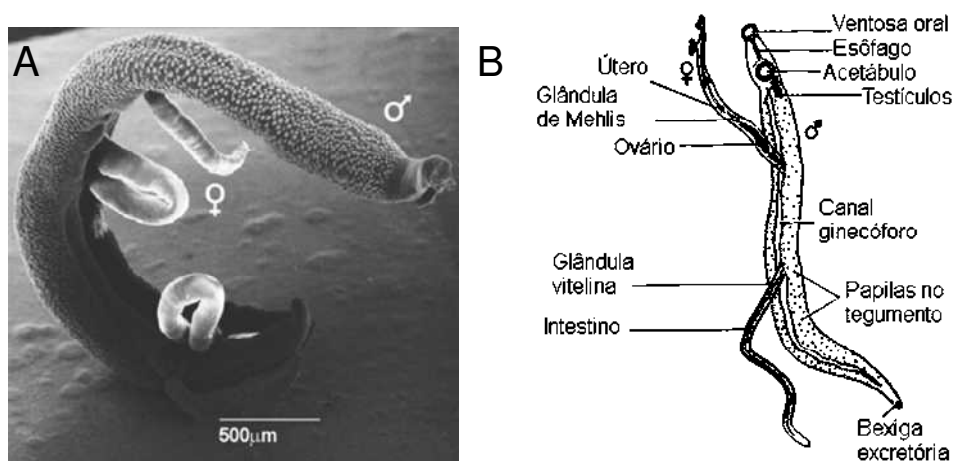 A
♂
♀
500µm
B
♀
♂
Ventosa oral
Esôfago
Acetábulo
Testículos
Útero
Glândula
de Mehlis
Ovário
Canal
ginecóforo
Glândula
vitelina
Papilas no
tegumento
Intestino
Bexiga
excretória